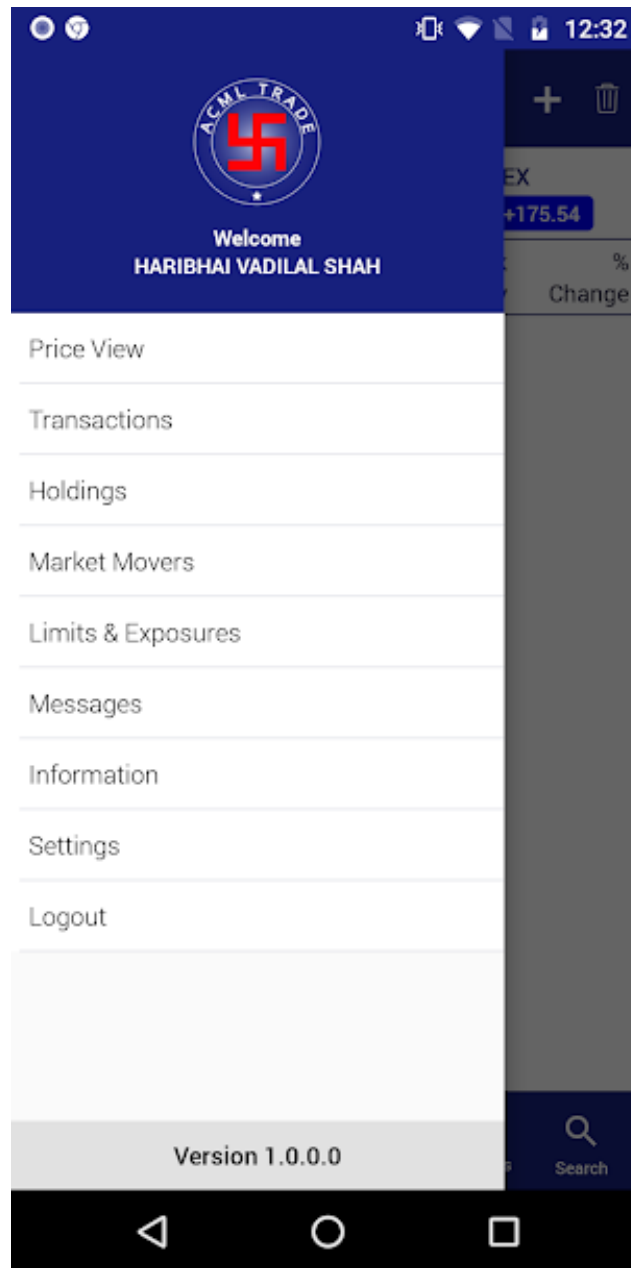 12:32
ACML TRADE
Welcome
HARIBHAI VADILAL SHAH
EX
+175.54
%
Change
Price View
Transactions
Holdings
Market Movers
Limits & Exposures
Messages
Information
Settings
Logout
Version 1.0.0.0
Search